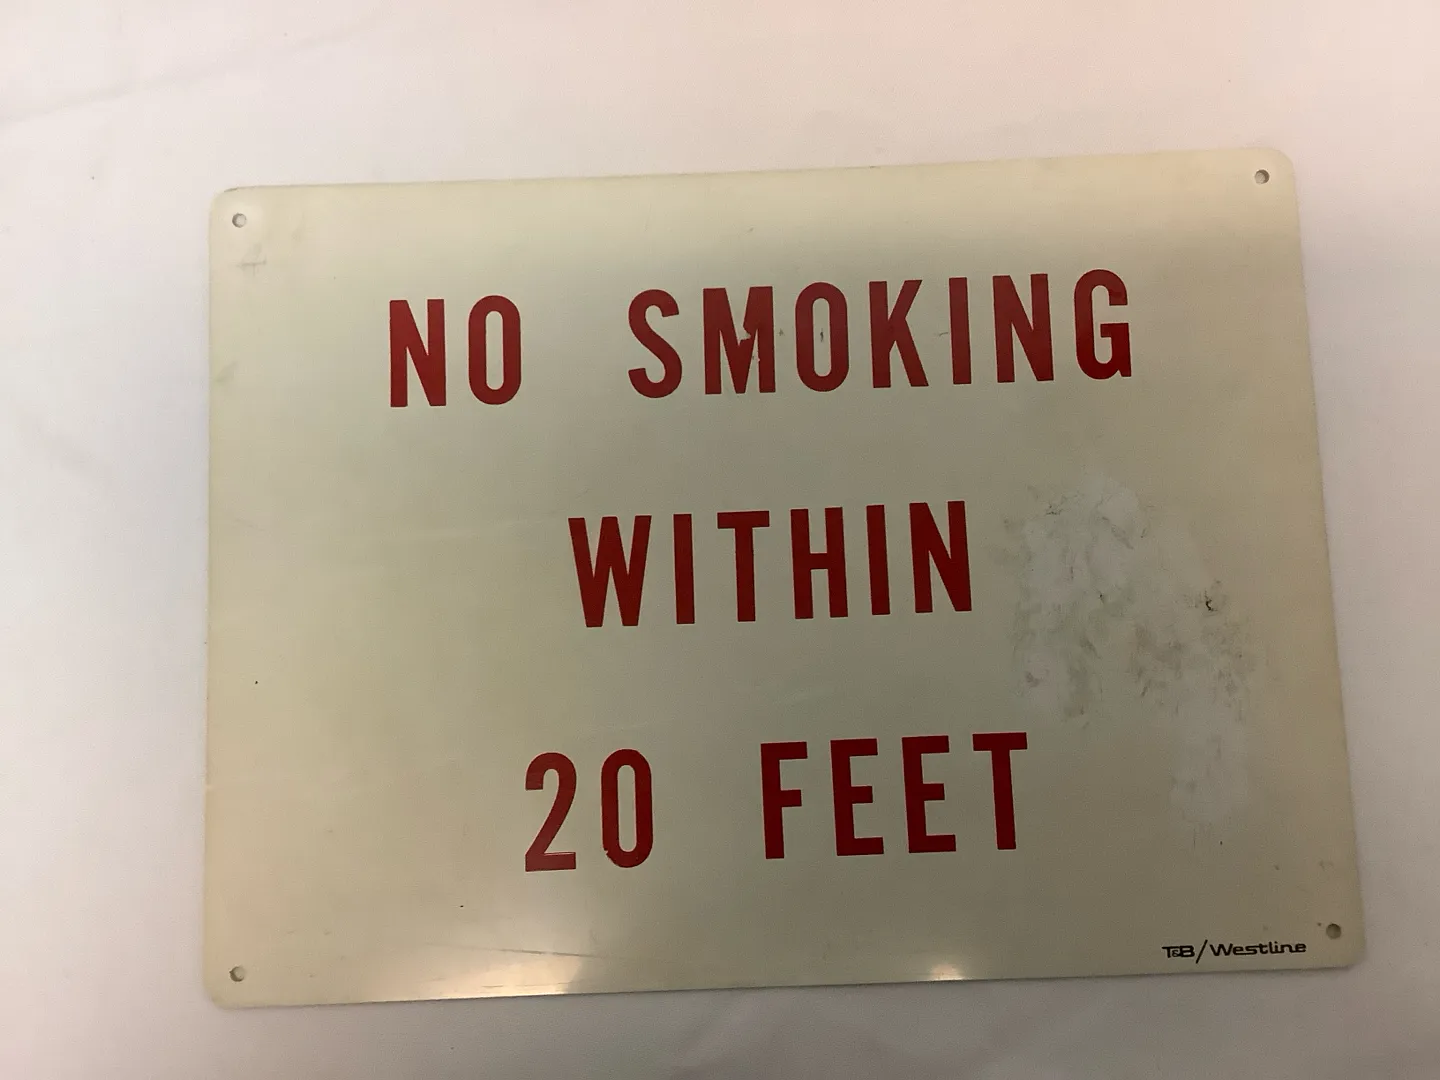 NO SMOKING
WITHIN
20 FEET
T&B/Westline